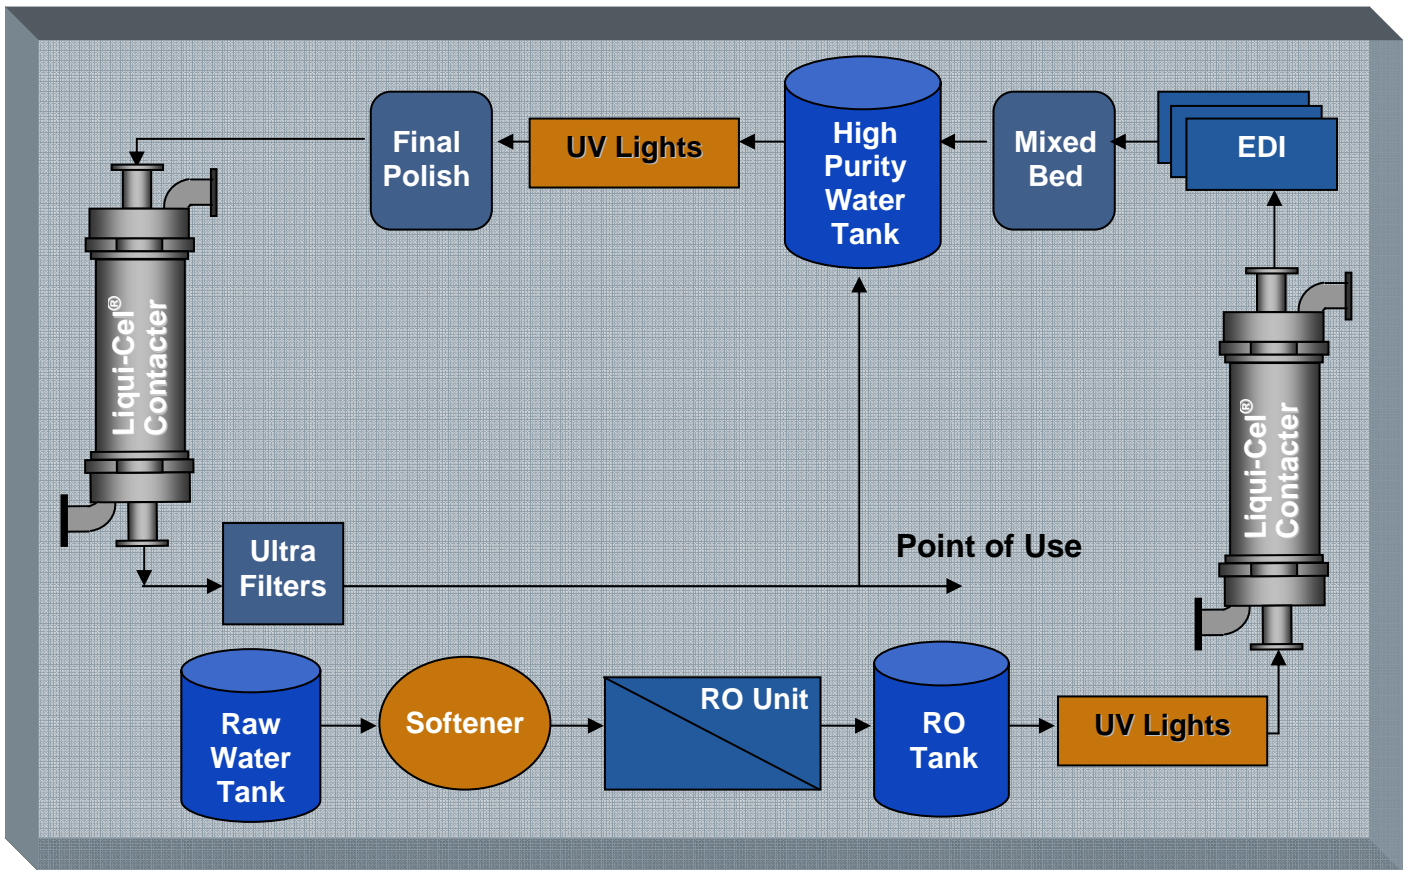 Final
Polish
UV Lights
High
Purity
Water
Tank
Mixed
Bed
EDI
Liqui-Cel®
Contacter
Liqui-Cel®
Contacter
Ultra
Filters
Point of Use
Raw
Water
Tank
Softener
RO Unit
RO
Tank
UV Lights